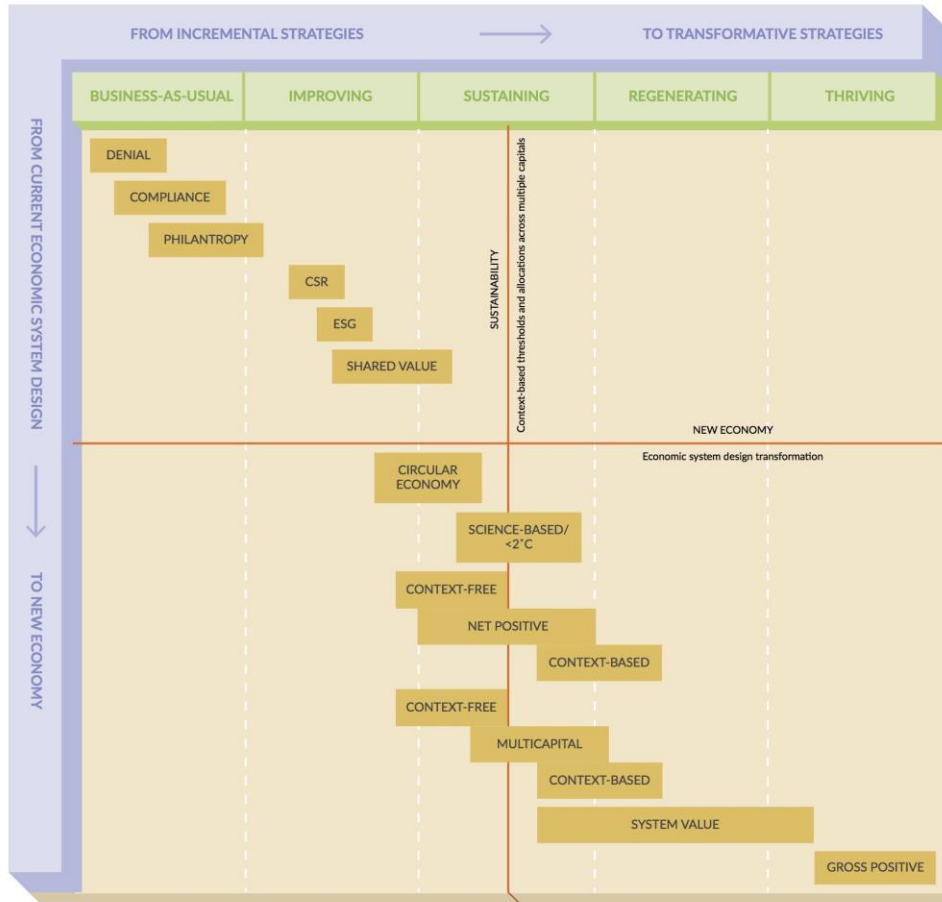 FROM INCREMENTAL STRATEGIES
TO TRANSFORMATIVE STRATEGIES
BUSINESS-AS-USUAL
IMPROVING
SUSTAINING
REGENERATING
THRIVING
FROM CURRENT ECONOMIC SYSTEM DESIGN
TO NEW ECONOMY
DENIAL
COMPLIANCE
PHILANTROPY
CSR
ESG
SHARED VALUE
SUSTAINABILITY
Context-based thresholds and allocations across multiple capitals
NEW ECONOMY
Economic system design transformation
CIRCULAR
ECONOMY
SCIENCE-BASED/
<2˚C
CONTEXT-FREE
NET POSITIVE
CONTEXT-BASED
CONTEXT-FREE
MULTICAPITAL
CONTEXT-BASED
SYSTEM VALUE
GROSS POSITIVE